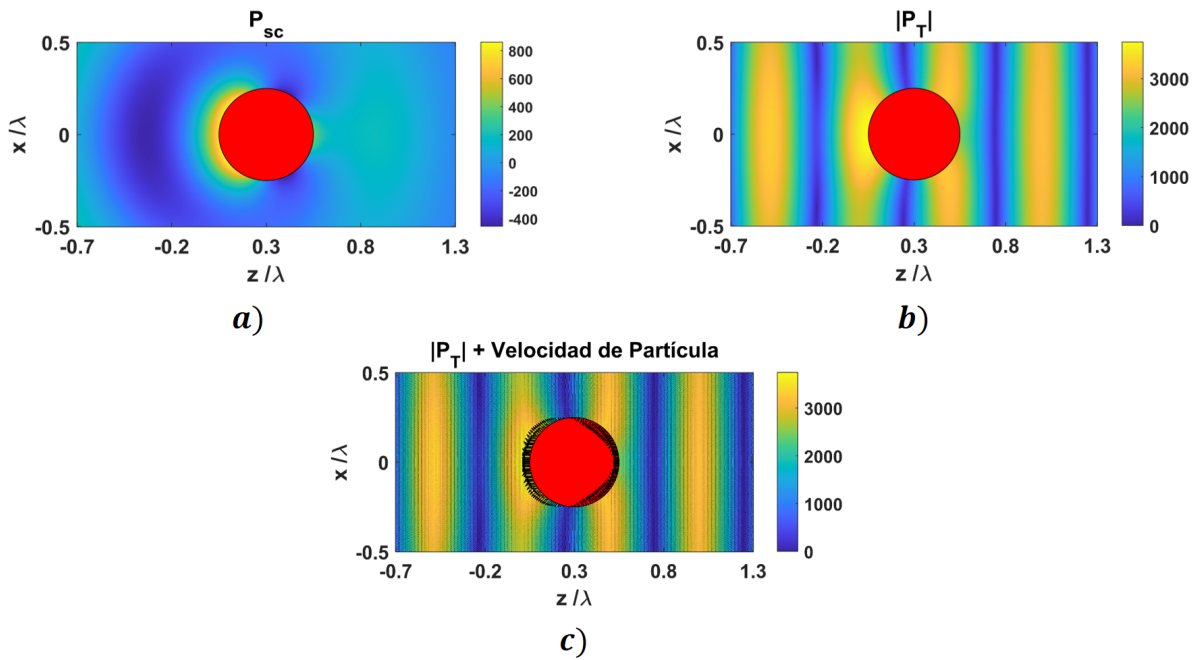 P_sc
0.5
0
-0.5
x /λ
-0.7 -0.2 0.3 0.8 1.3
z /λ
800
600
400
200
0
-200
-400
a)
|P_T|
0.5
0
-0.5
x /λ
-0.7 -0.2 0.3 0.8 1.3
z /λ
3000
2000
1000
0
b)
|P_T| + Velocidad de Partícula
0.5
0
-0.5
x /λ
-0.7 -0.2 0.3 0.8 1.3
z /λ
3000
2000
1000
0
c)